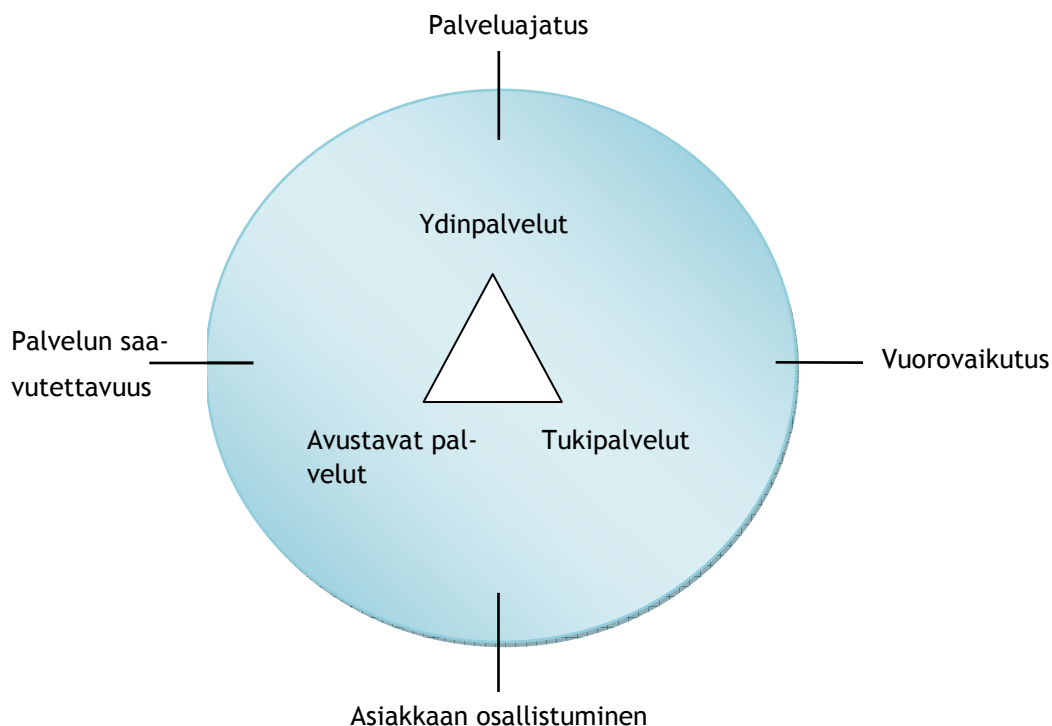 Palveluajatus
Ydinpalvelut
Palvelun saa-
vutettavuus
Vuorovaikutus
Avustavat pal-
velut
Tukipalvelut
Asiakkaan osallistuminen